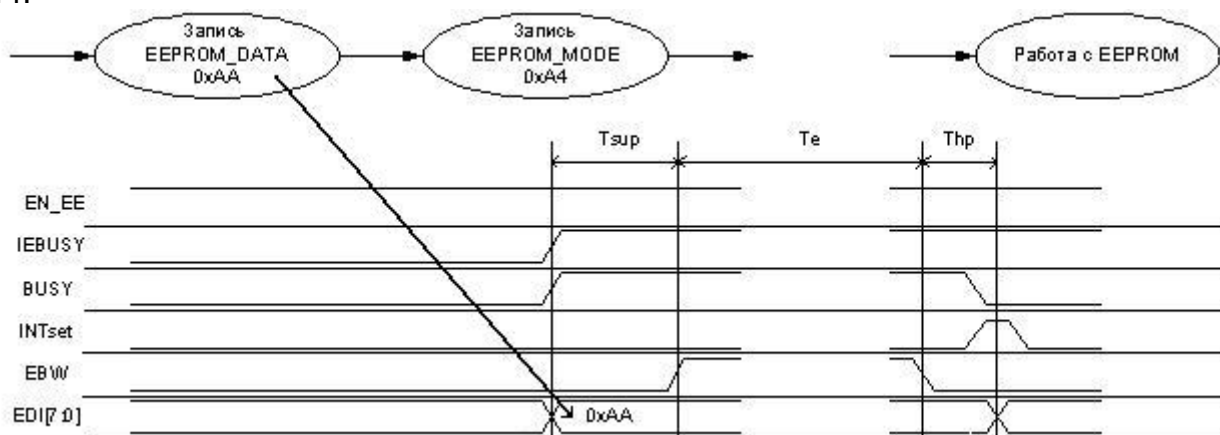 Запись
EEPROM_DATA
0xAA
Запись
EEPROM_MODE
0xA4
Работа с EEPROM
Tsup
Te
Thp
EN_EE
IEBUSY
BUSY
INTset
EBW
EDI[7:0]
0xAA